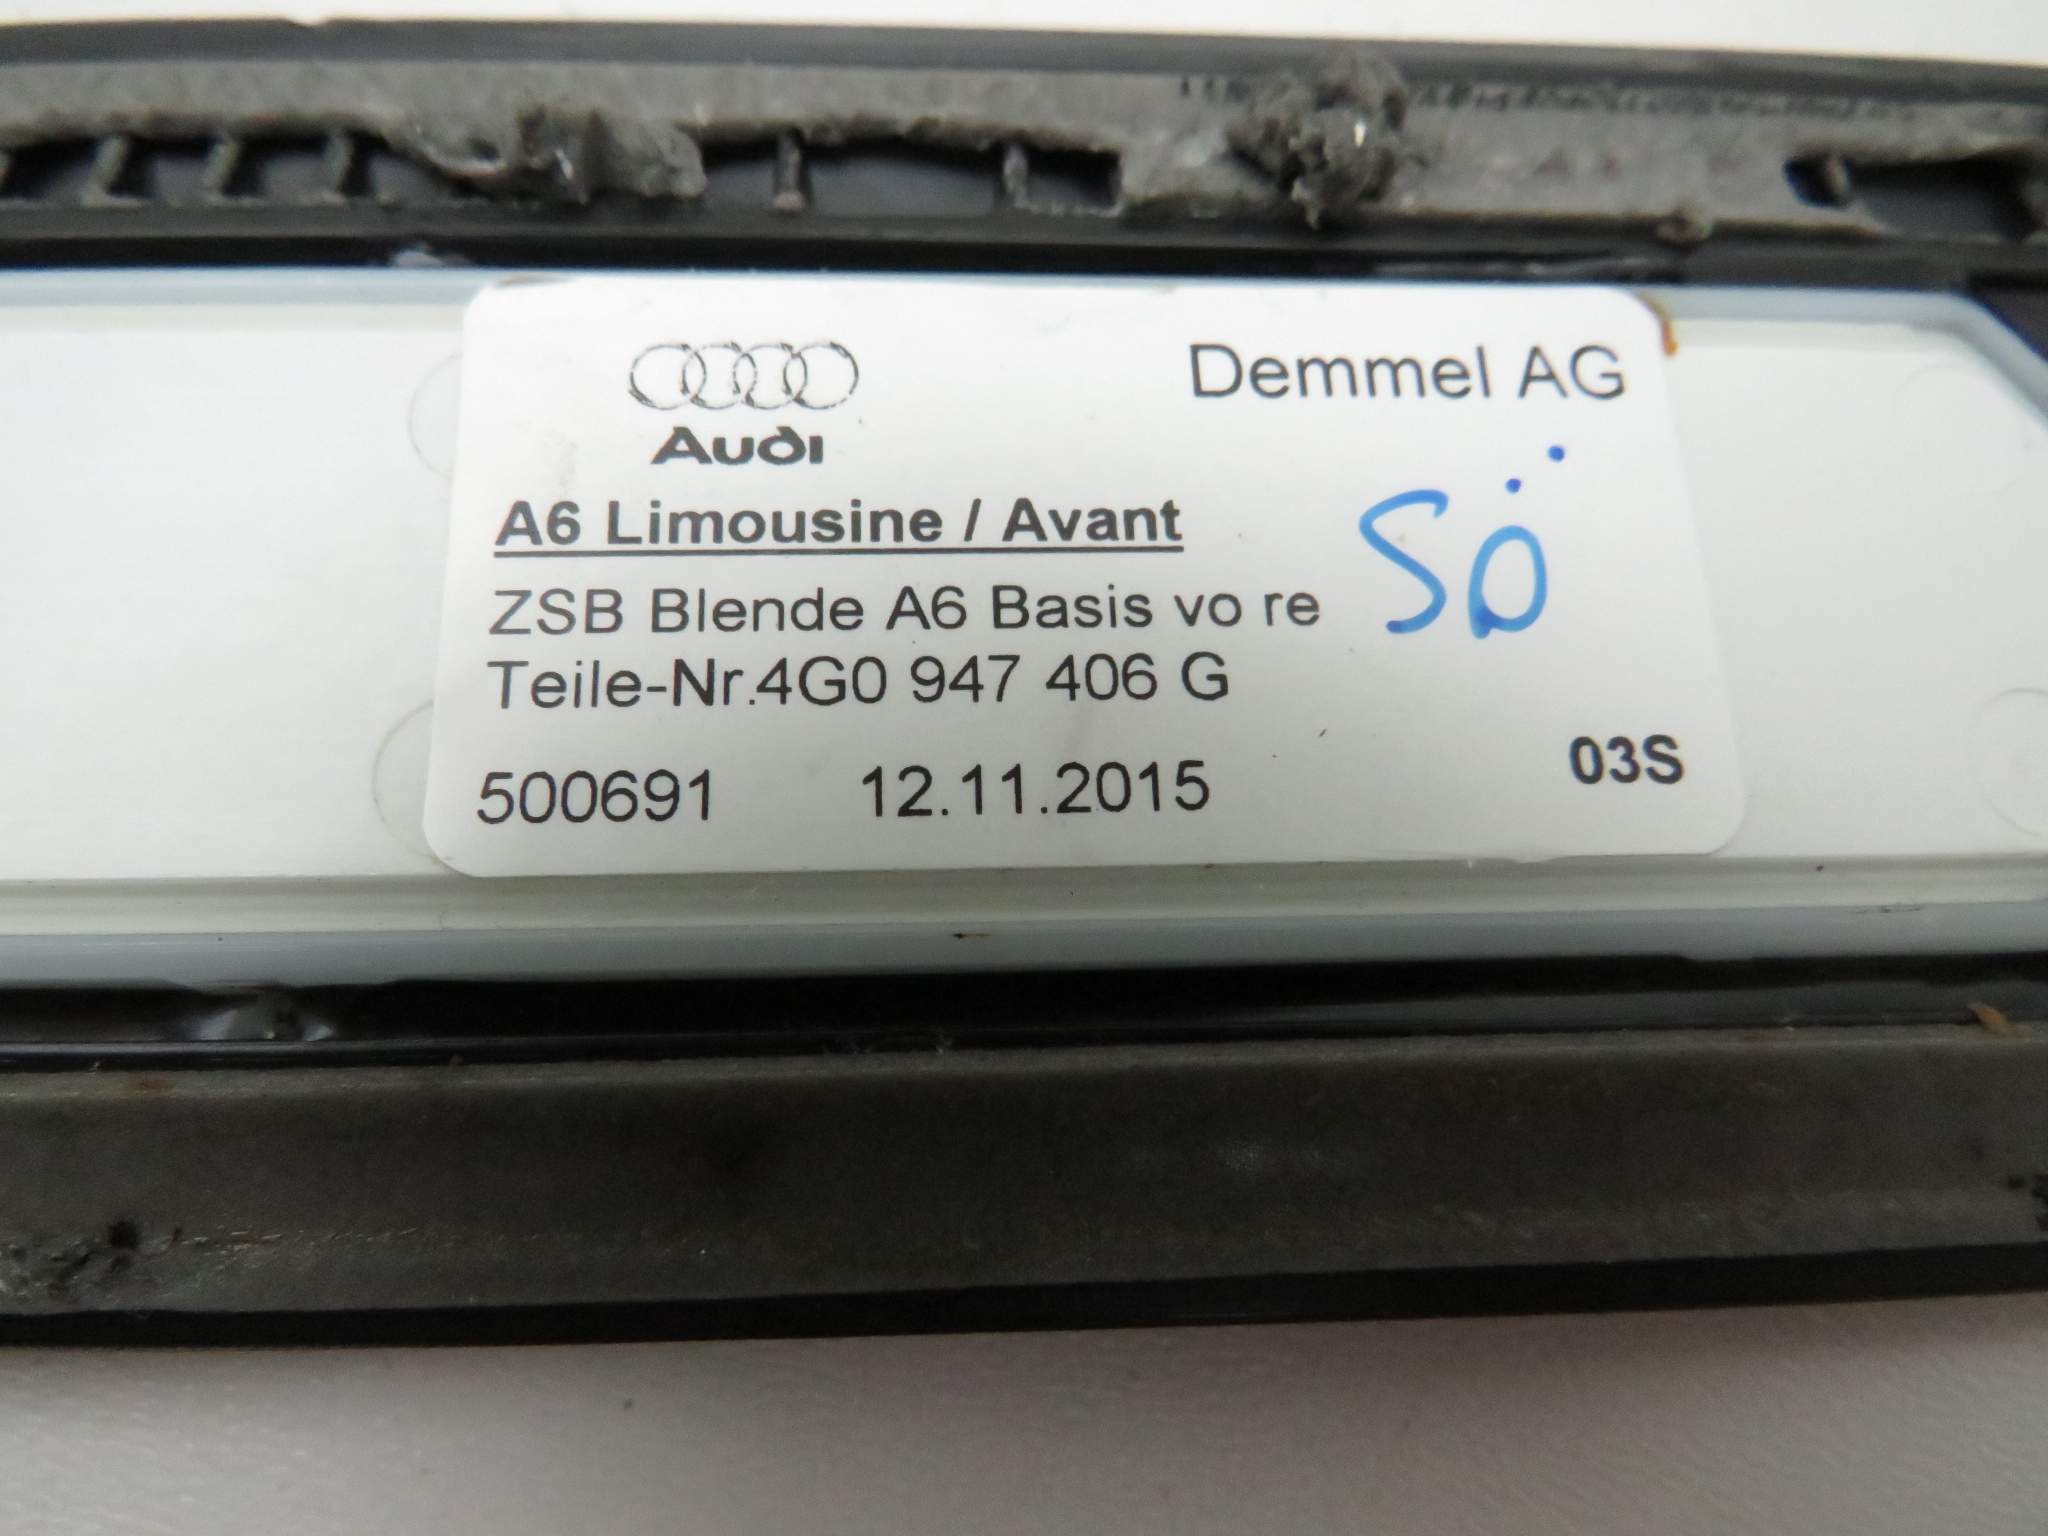 Audi
Demmel AG
A6 Limousine / Avant
SÖ
ZSB Blende A6 Basis vo re
Teile-Nr.4G0 947 406 G
03S
500691 12.11.2015